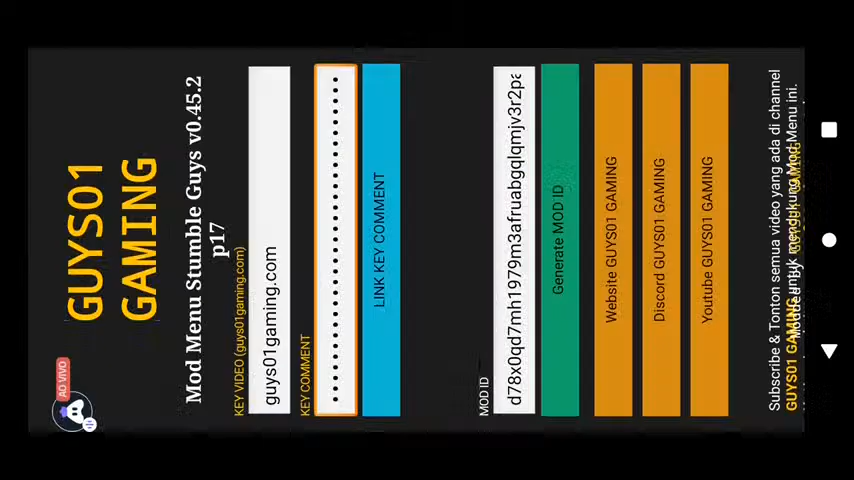 GUYS01
GAMING
Mod Menu Stumble Guys v0.45.2
p17
KEY VIDEO (guys01gaming.com)
guys01gaming.com
KEY COMMENT
••••••••••••••••••••••••••••••
LINK KEY COMMENT
MOD ID
d78x0qd7mh1979m3afruabgqlqmjv3r2pc
Generate MOD ID
Website GUYS01 GAMING
Discord GUYS01 GAMING
Youtube GUYS01 GAMING
Subscribe & Tonton semua video yang ada di channel
GUYS01 GAMING untuk mendukung Mod Menu ini.
AO VIVO